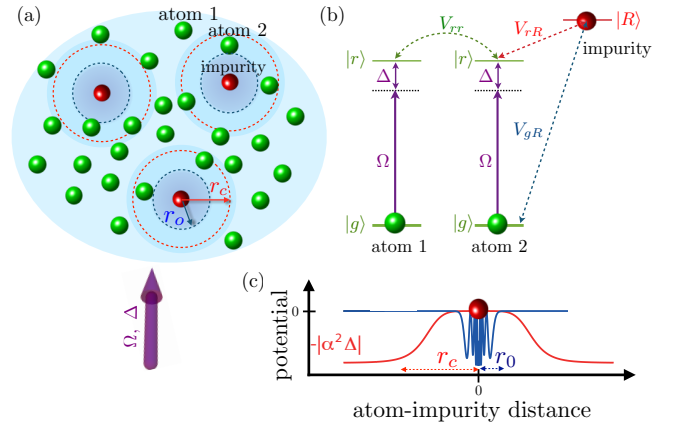 (a)
atom 1
atom 2
impurity
r_c
r_o
Ω, Δ
(b)
V_rr
V_rR
|R⟩
impurity
|r⟩
|r⟩
Δ
Δ
V_gR
Ω
Ω
|g⟩
|g⟩
atom 1
atom 2
(c)
potential
0
-|α²Δ|
r_c
r_0
0
atom-impurity distance